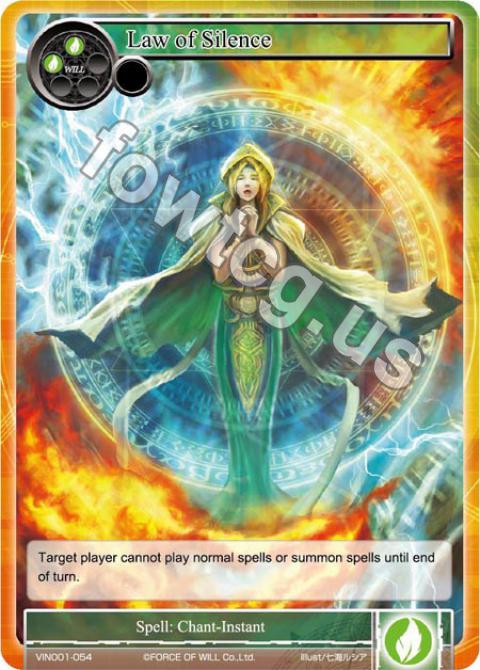 Law of Silence
WILL
fowtcg.us
Target player cannot play normal spells or summon spells until end
of turn.
Spell: Chant-Instant
VIN001-054 ©FORCE OF WILL Co.,Ltd. Illust/七海ルシア